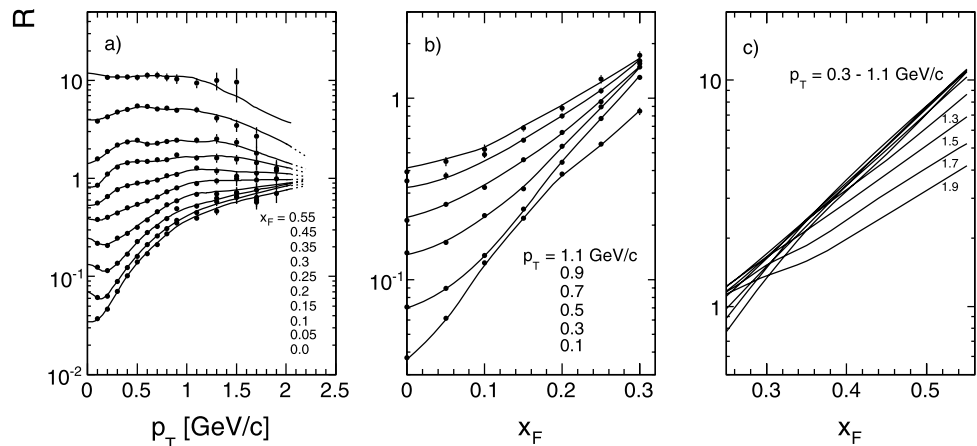 R
a)
10
1
10^-1
10^-2
x_F = 0.55
0.45
0.35
0.3
0.25
0.2
0.15
0.1
0.05
0.0
0 0.5 1 1.5 2 2.5
p_T [GeV/c]
b)
1
10^-1
p_T = 1.1 GeV/c
0.9
0.7
0.5
0.3
0.1
0 0.1 0.2 0.3
x_F
c)
10
1
p_T = 0.3 - 1.1 GeV/c
1.3
1.5
1.7
1.9
0.3 0.4 0.5
x_F